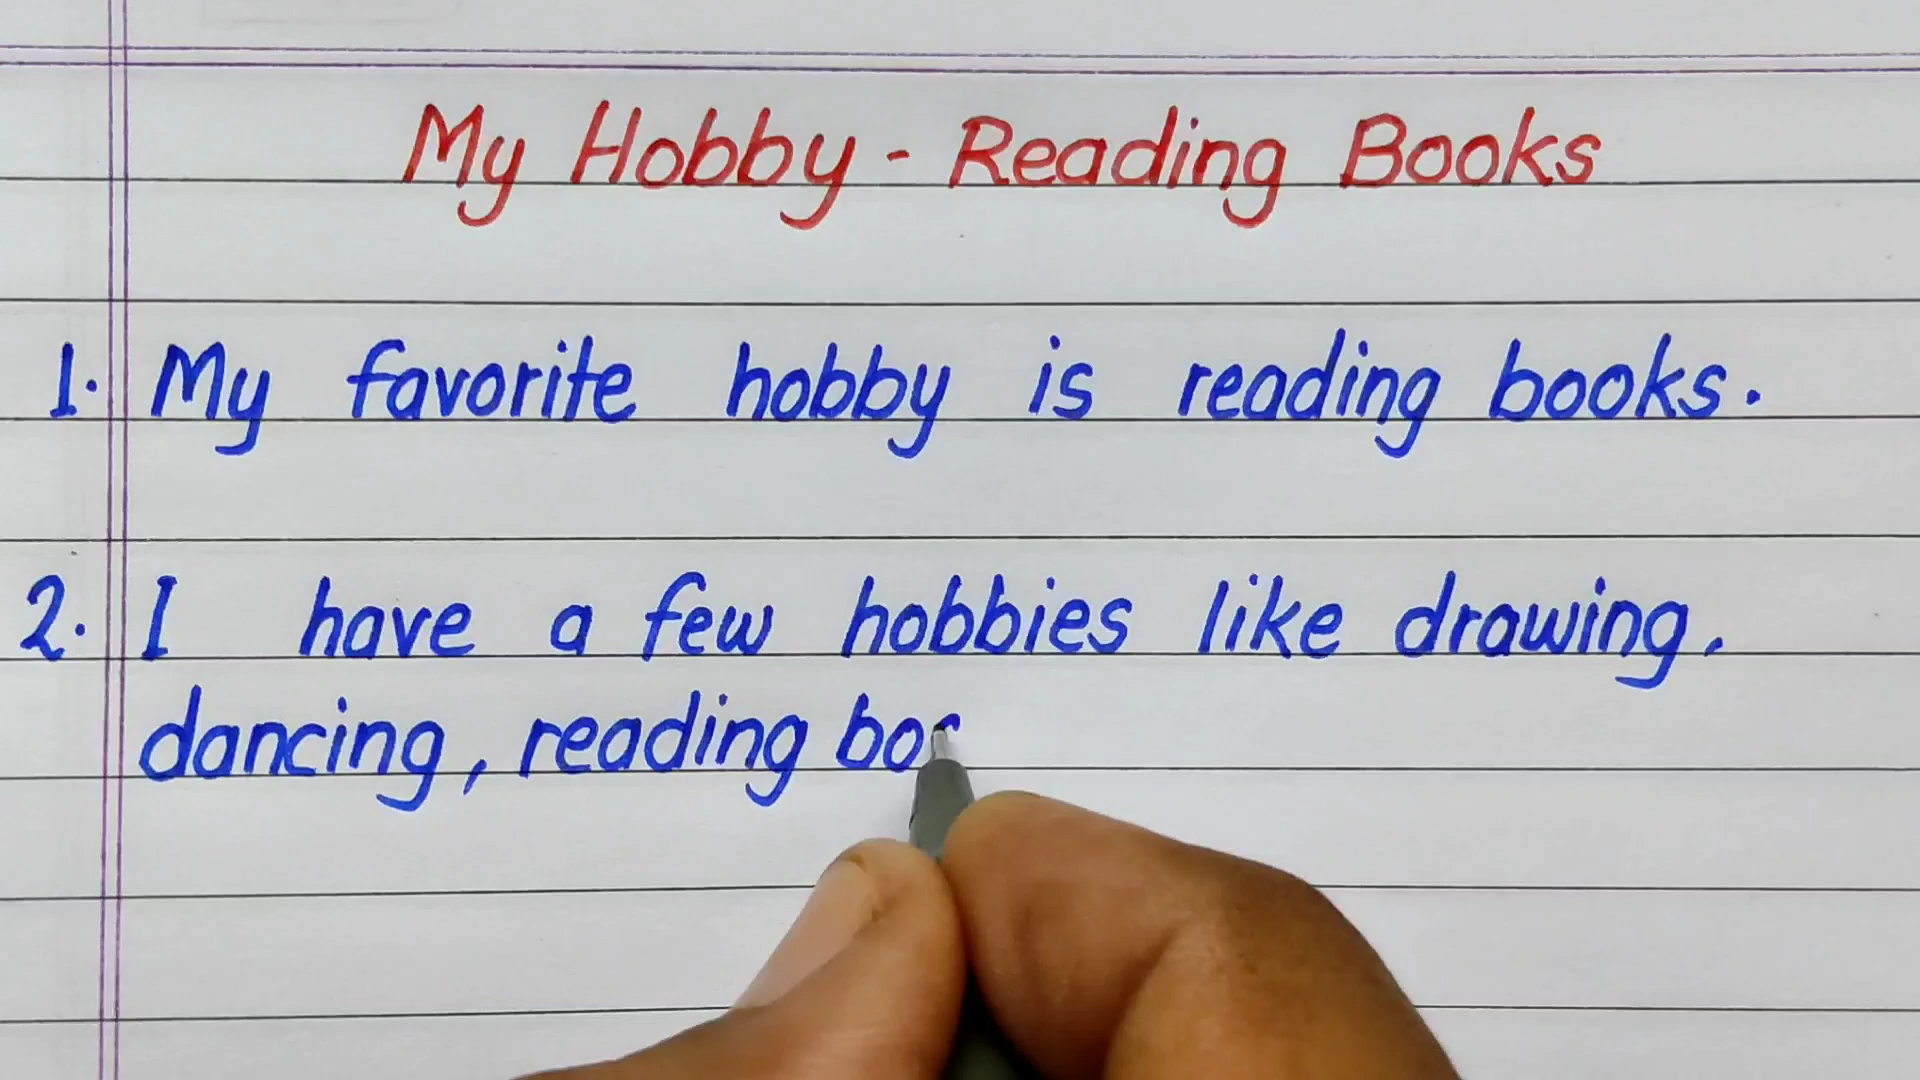 My Hobby - Reading Books
1. My favorite hobby is reading books.
2. I have a few hobbies like drawing,
dancing, reading bo